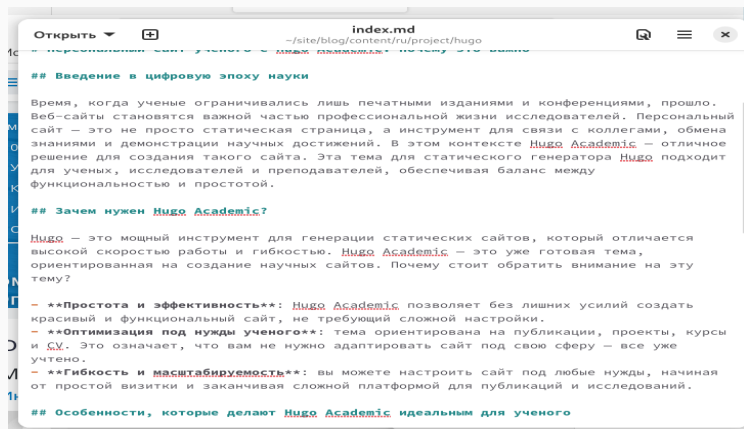 Открыть
index.md
~/site/blog/content/ru/project/hugo
# Персональный сайт ученого с Hugo Academic: почему это важно
## Введение в цифровую эпоху науки
Время, когда ученые ограничивались лишь печатными изданиями и конференциями, прошло.
Веб-сайты становятся важной частью профессиональной жизни исследователей. Персональный
сайт — это не просто статическая страница, а инструмент для связи с коллегами, обмена
знаниями и демонстрации научных достижений. В этом контексте Hugo Academic — отличное
решение для создания такого сайта. Эта тема для статического генератора Hugo подходит
для ученых, исследователей и преподавателей, обеспечивая баланс между
функциональностью и простотой.
## Зачем нужен Hugo Academic?
Hugo — это мощный инструмент для генерации статических сайтов, который отличается
высокой скоростью работы и гибкостью. Hugo Academic — это уже готовая тема,
ориентированная на создание научных сайтов. Почему стоит обратить внимание на эту
тему?
- **Простота и эффективность**: Hugo Academic позволяет без лишних усилий создать
красивый и функциональный сайт, не требующий сложной настройки.
- **Оптимизация под нужды ученого**: тема ориентирована на публикации, проекты, курсы
и CV. Это означает, что вам не нужно адаптировать сайт под свою сферу — все уже
учтено.
- **Гибкость и масштабируемость**: вы можете настроить сайт под любые нужды, начиная
от простой визитки и заканчивая сложной платформой для публикаций и исследований.
## Особенности, которые делают Hugo Academic идеальным для ученого